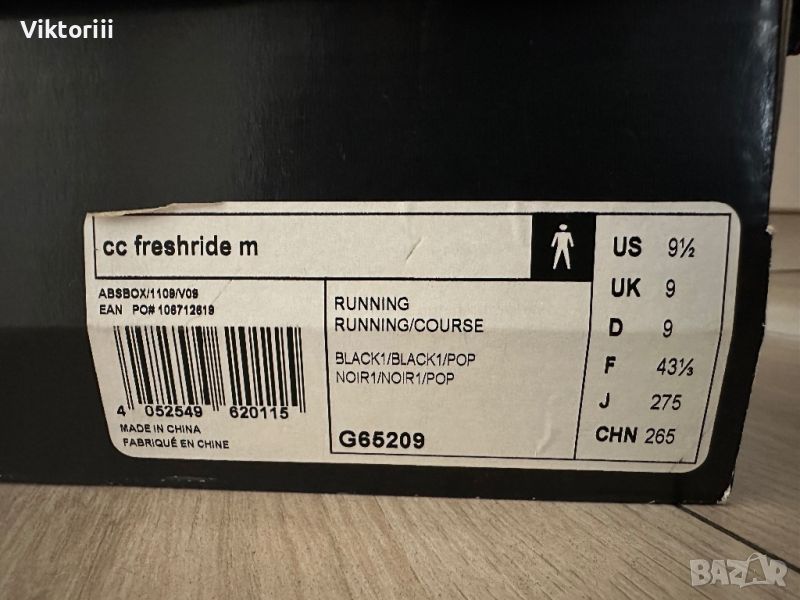 Viktoriii
cc freshride m
ABSBOX/1109/V09
EAN PO# 106712619
4 052549 620115
MADE IN CHINA
FABRIQUÉ EN CHINE
RUNNING
RUNNING/COURSE
BLACK1/BLACK1/POP
NOIR1/NOIR1/POP
G65209
US 9½
UK 9
D 9
F 43⅓
J 275
CHN 265
BAZAR